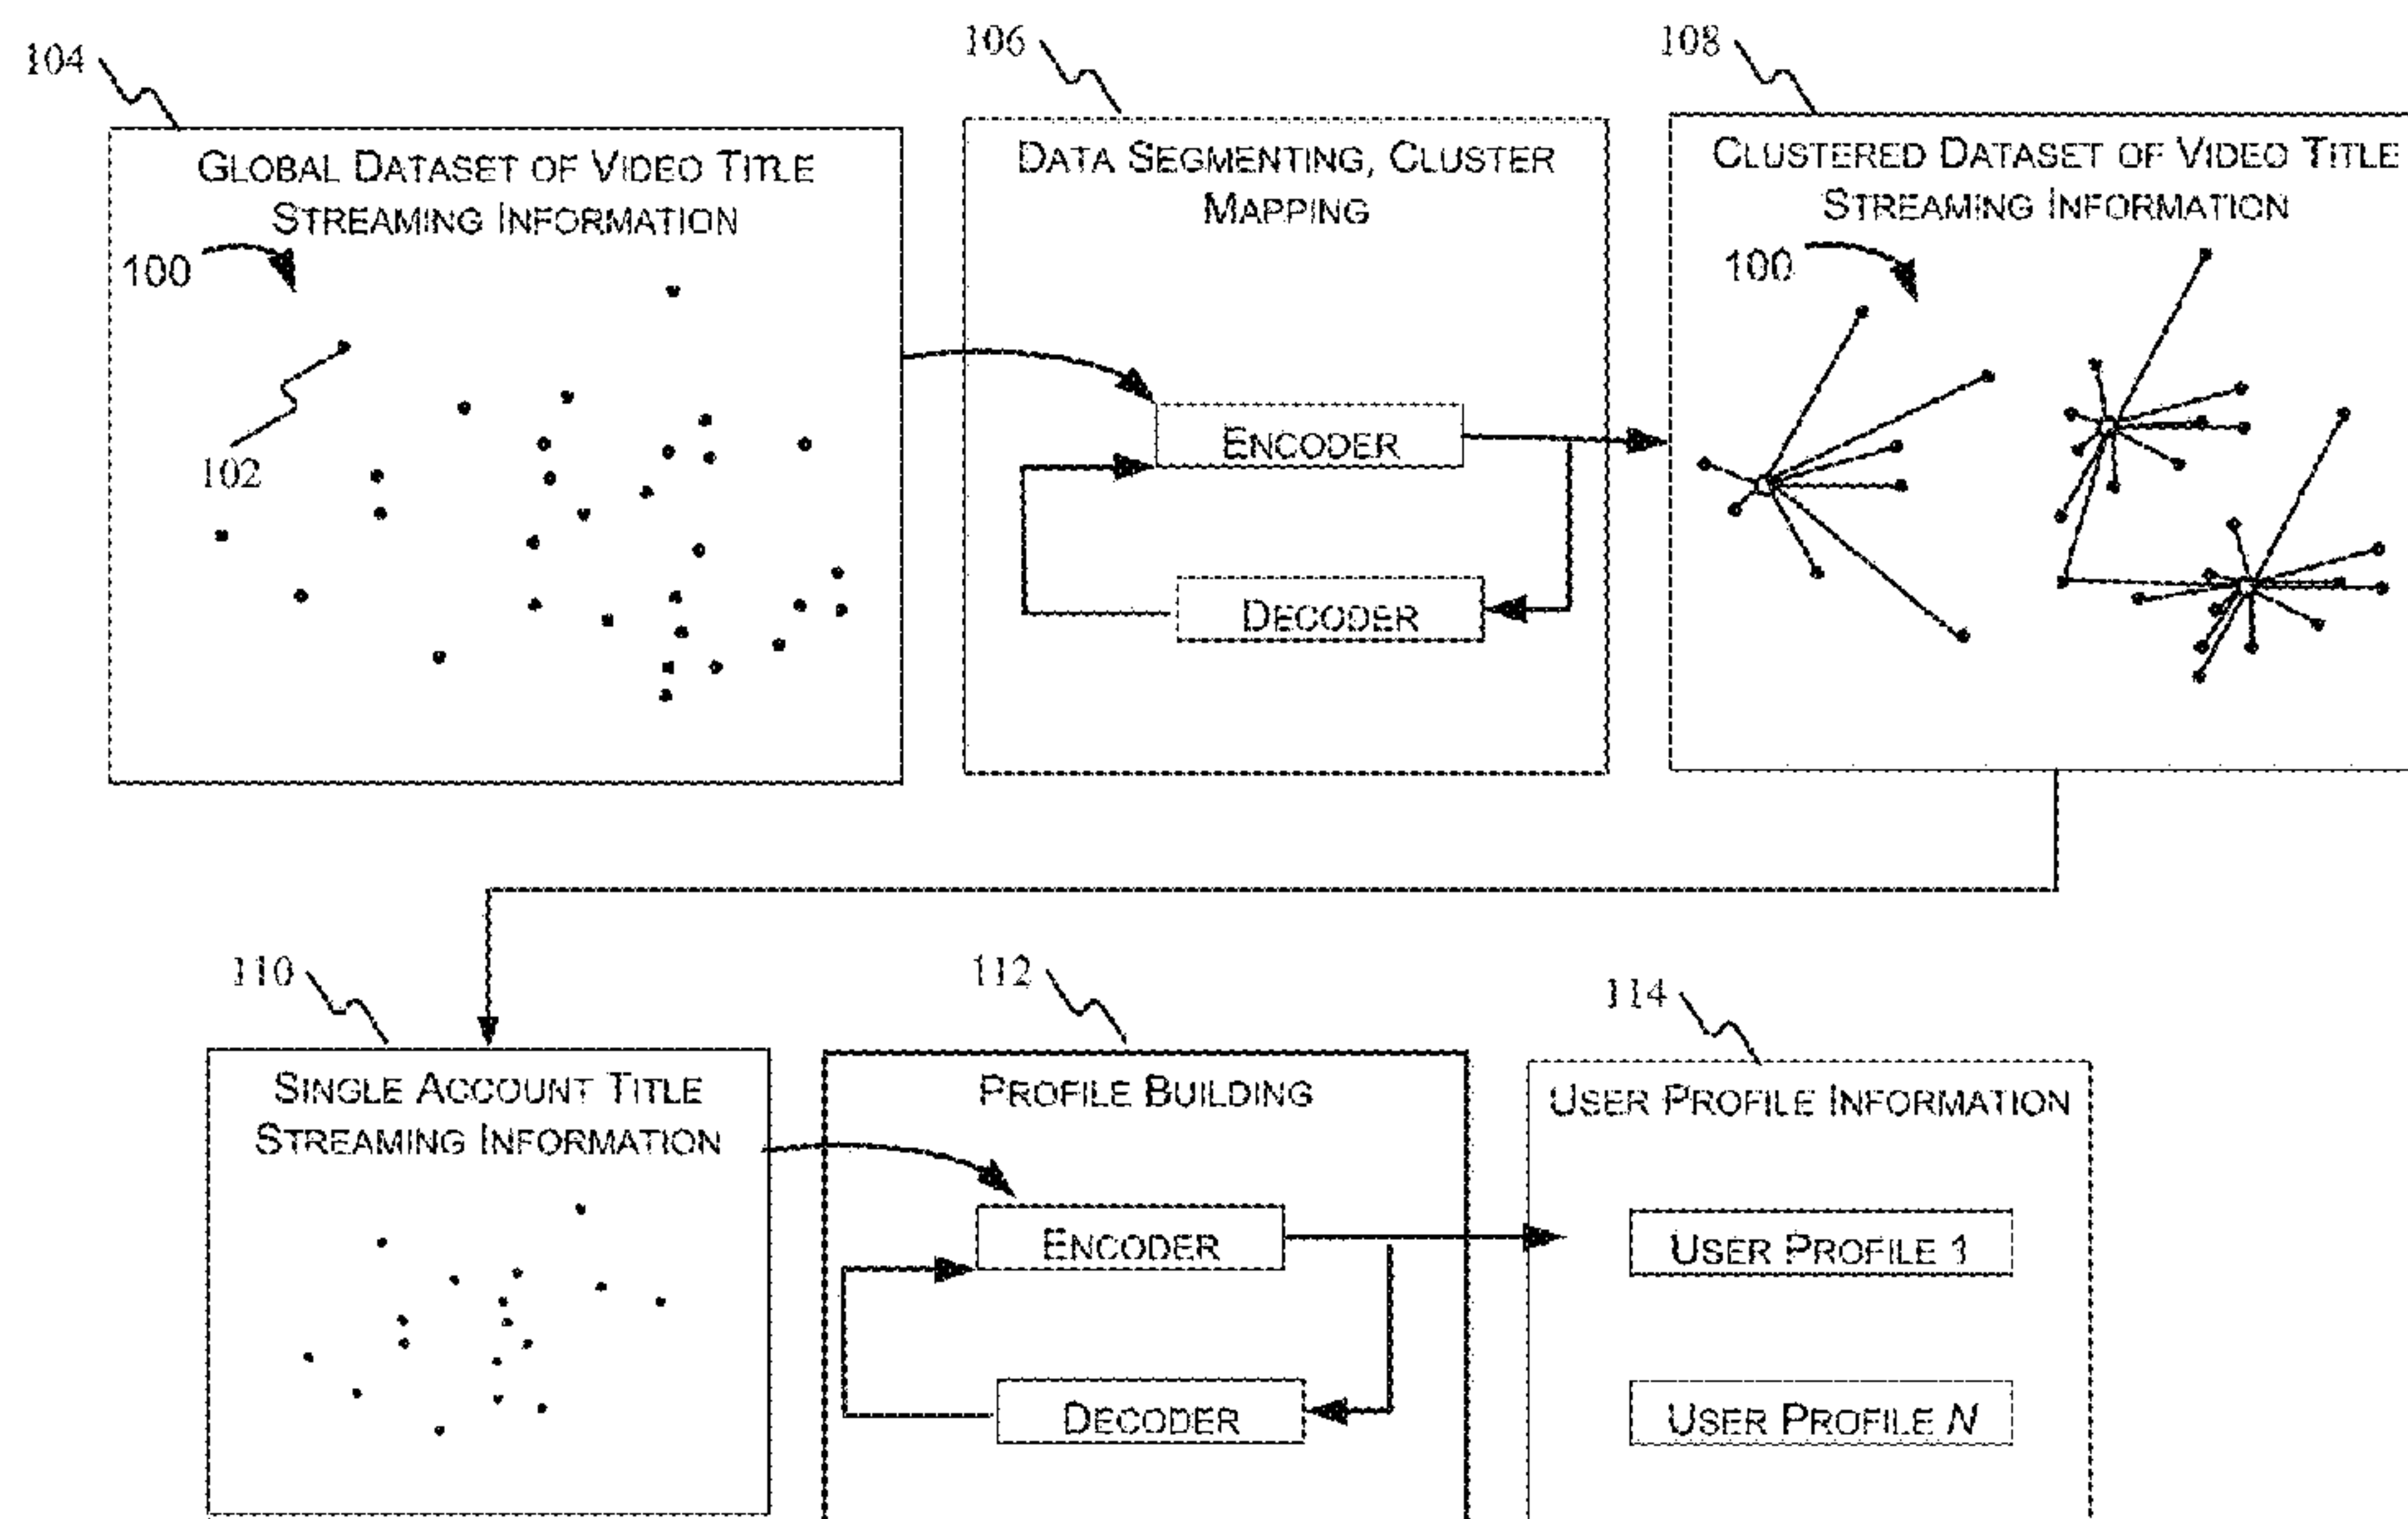 104
106
108
GLOBAL DATASET OF VIDEO TITLE
STREAMING INFORMATION
100
102
DATA SEGMENTING, CLUSTER
MAPPING
ENCODER
DECODER
CLUSTERED DATASET OF VIDEO TITLE
STREAMING INFORMATION
100
110
112
114
SINGLE ACCOUNT TITLE
STREAMING INFORMATION
PROFILE BUILDING
ENCODER
DECODER
USER PROFILE INFORMATION
USER PROFILE 1
USER PROFILE N